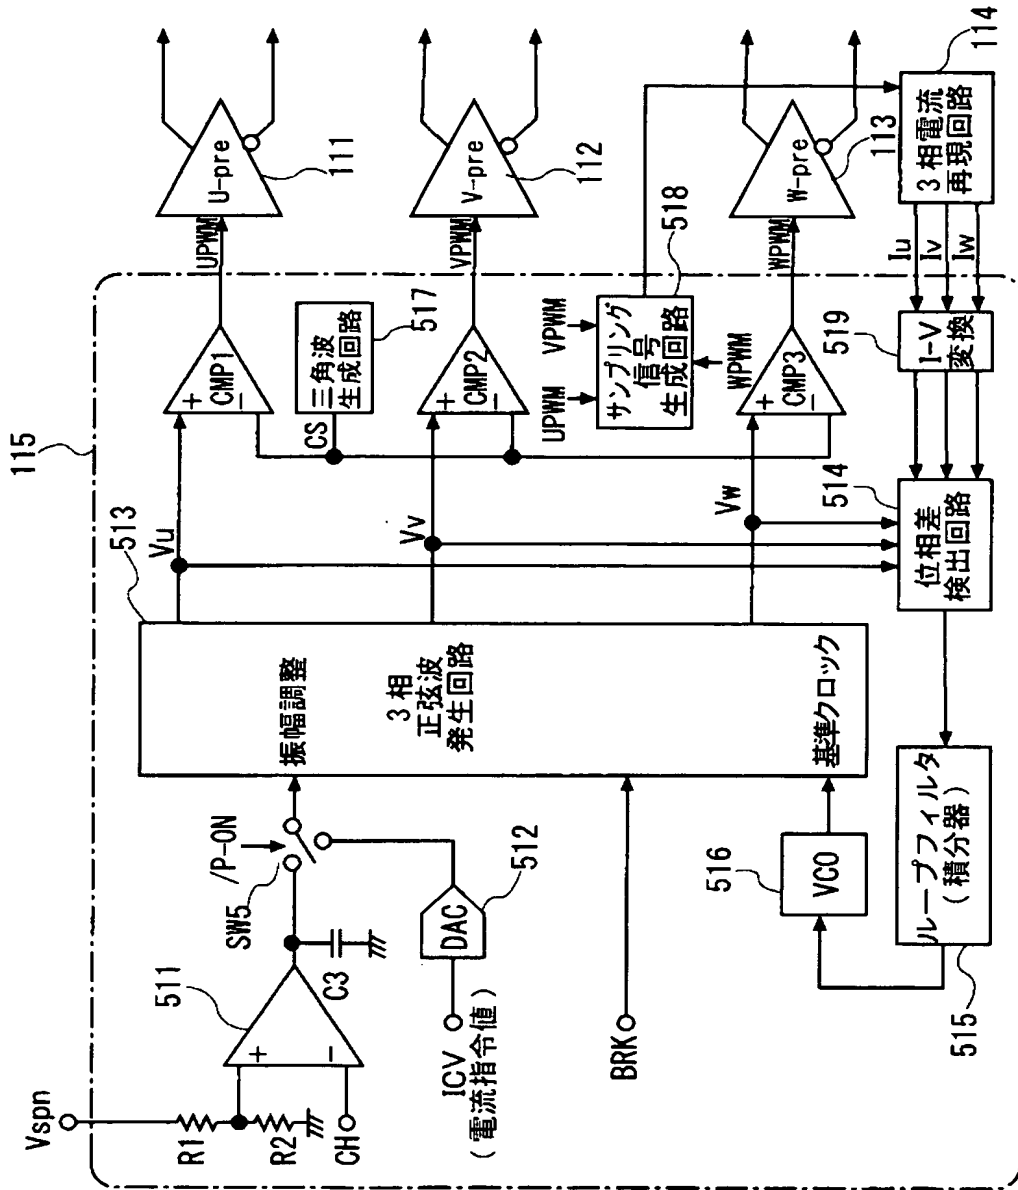 115
Vspn
R1
R2
CH
511
C3
ICV
(電流指令値)
DAC
512
/P-ON
SW5
BRK
513
振幅調整
3相
正弦波
発生回路
基準クロック
VCO
516
ループフィルタ
(積分器)
515
Vu
Vv
Vw
CMP1
+
−
三角波
生成回路
517
CS
CMP2
+
−
UPWM
VPWM
サンプリング
信号
生成回路
WPWM
518
CMP3
+
−
位相差
検出回路
514
I-V
変換
519
Iu
Iv
Iw
UPWM
VPWM
WPWM
U-pre
111
V-pre
112
W-pre
113
3相電流
再現回路
114
+
−